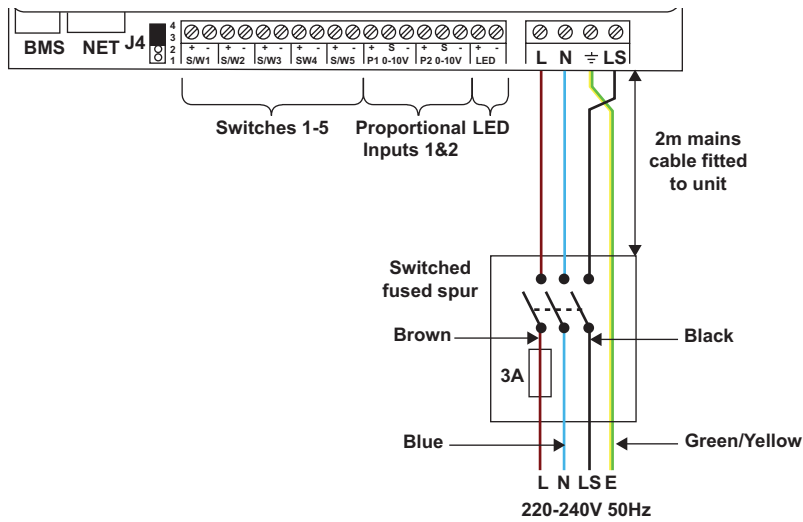 BMS NET J4
4
3
2
1
+ - + - + - + - + - + S - + S - + -
S/W1 S/W2 S/W3 SW4 S/W5 P1 0-10V P2 0-10V LED
L N LS
Switches 1-5
Proportional
Inputs 1&2
LED
2m mains
cable fitted
to unit
Switched
fused spur
Brown
Black
3A
Blue
Green/Yellow
L N LS E
220-240V 50Hz